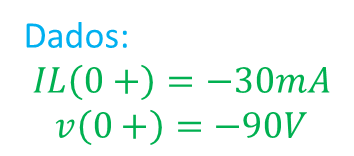 Dados:
IL(0 +) = −30mA
v(0 +) = −90V